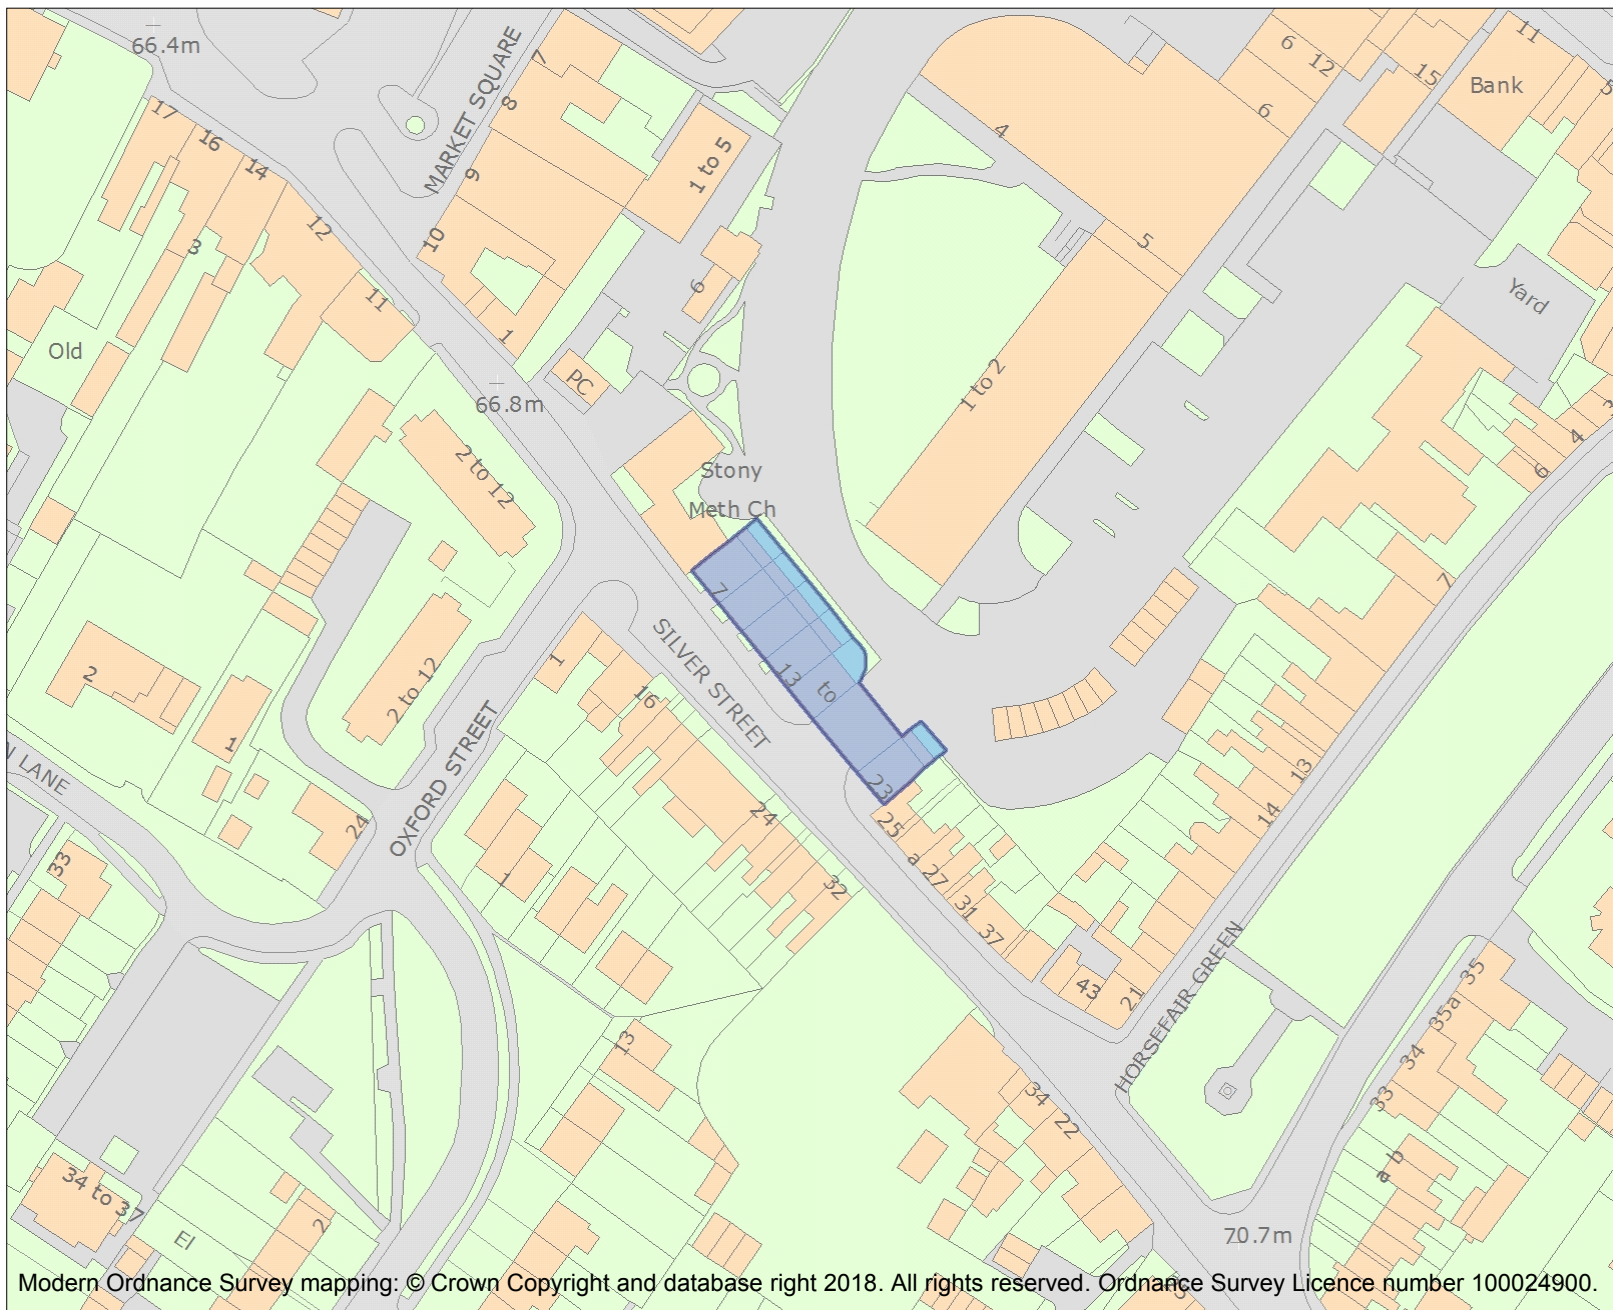 66.4m
MARKET SQUARE
7
8
9
10
17
16
14
12
3
11
1
1 to 5
6
4
5
6
12
6
15
11
Bank
5
Yard
Old
PC
66.8m
2 to 12
1 to 2
Stony
Meth Ch
7
13
to
23
SILVER STREET
4
6
7
2
1
2 to 12
1
16
24
32
OXFORD STREET
N LANE
24
33
1
25
a
27
31
37
43
21
13
14
HORSEFAIR GREEN
35
35a
34
33
a b
13
34
22
34 to 37
El
2
70.7m
Modern Ordnance Survey mapping: © Crown Copyright and database right 2018. All rights reserved. Ordnance Survey Licence number 100024900.